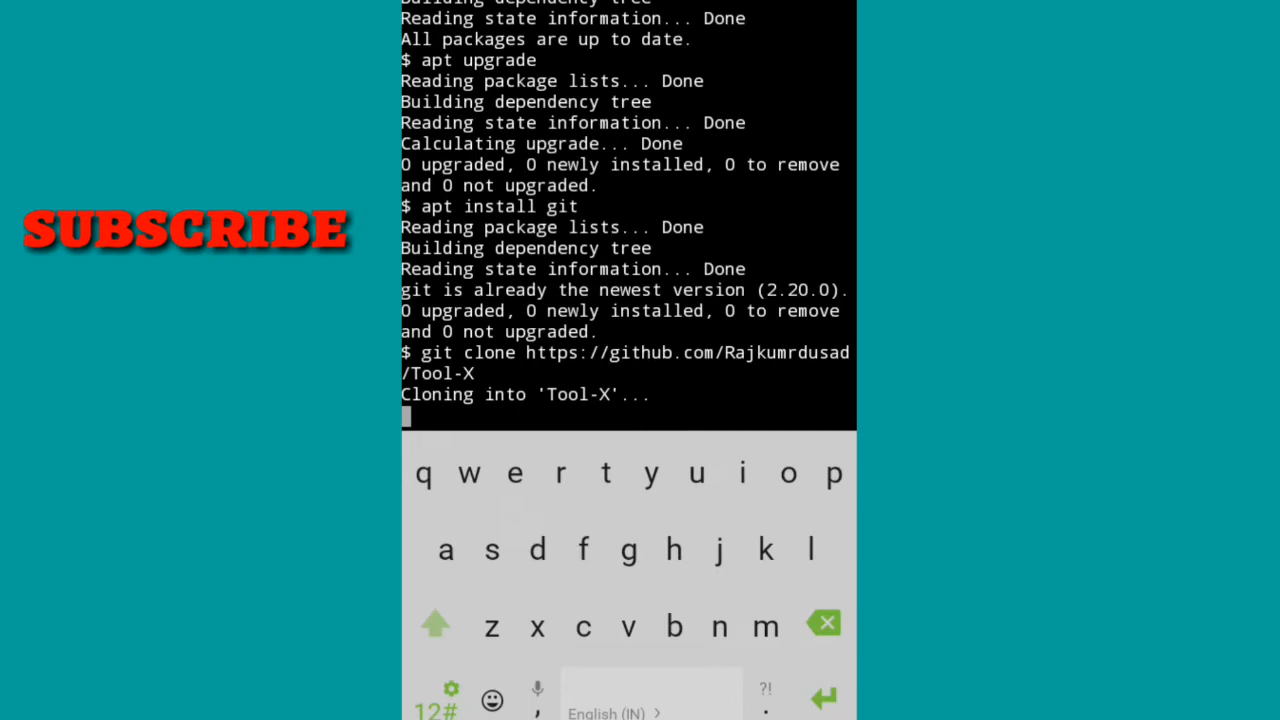 Building dependency tree
Reading state information... Done
All packages are up to date.
$ apt upgrade
Reading package lists... Done
Building dependency tree
Reading state information... Done
Calculating upgrade... Done
0 upgraded, 0 newly installed, 0 to remove
and 0 not upgraded.
SUBSCRIBE
$ apt install git
Reading package lists... Done
Building dependency tree
Reading state information... Done
git is already the newest version (2.20.0).
0 upgraded, 0 newly installed, 0 to remove
and 0 not upgraded.
$ git clone https://github.com/Rajkumrdusad
/Tool-X
Cloning into 'Tool-X'...
q w e r t y u i o p
a s d f g h j k l
z x c v b n m
12# , English (IN) > ?! .